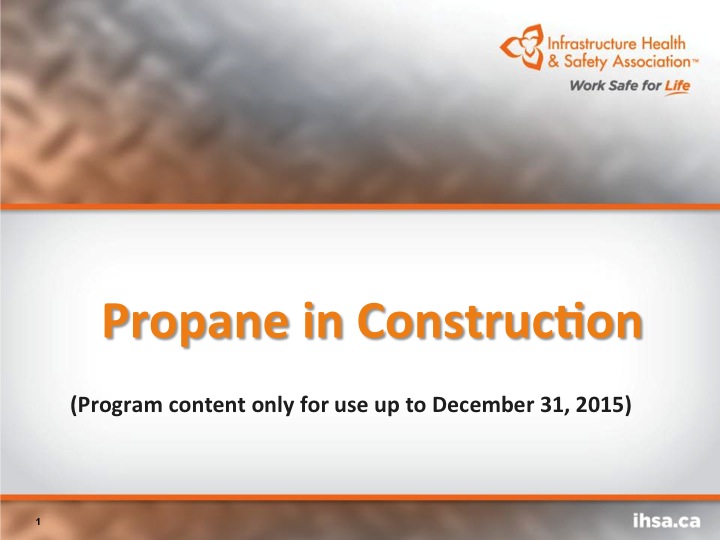 Infrastructure Health
& Safety Association™
Work Safe for Life
Propane in Construction
(Program content only for use up to December 31, 2015)
1
ihsa.ca